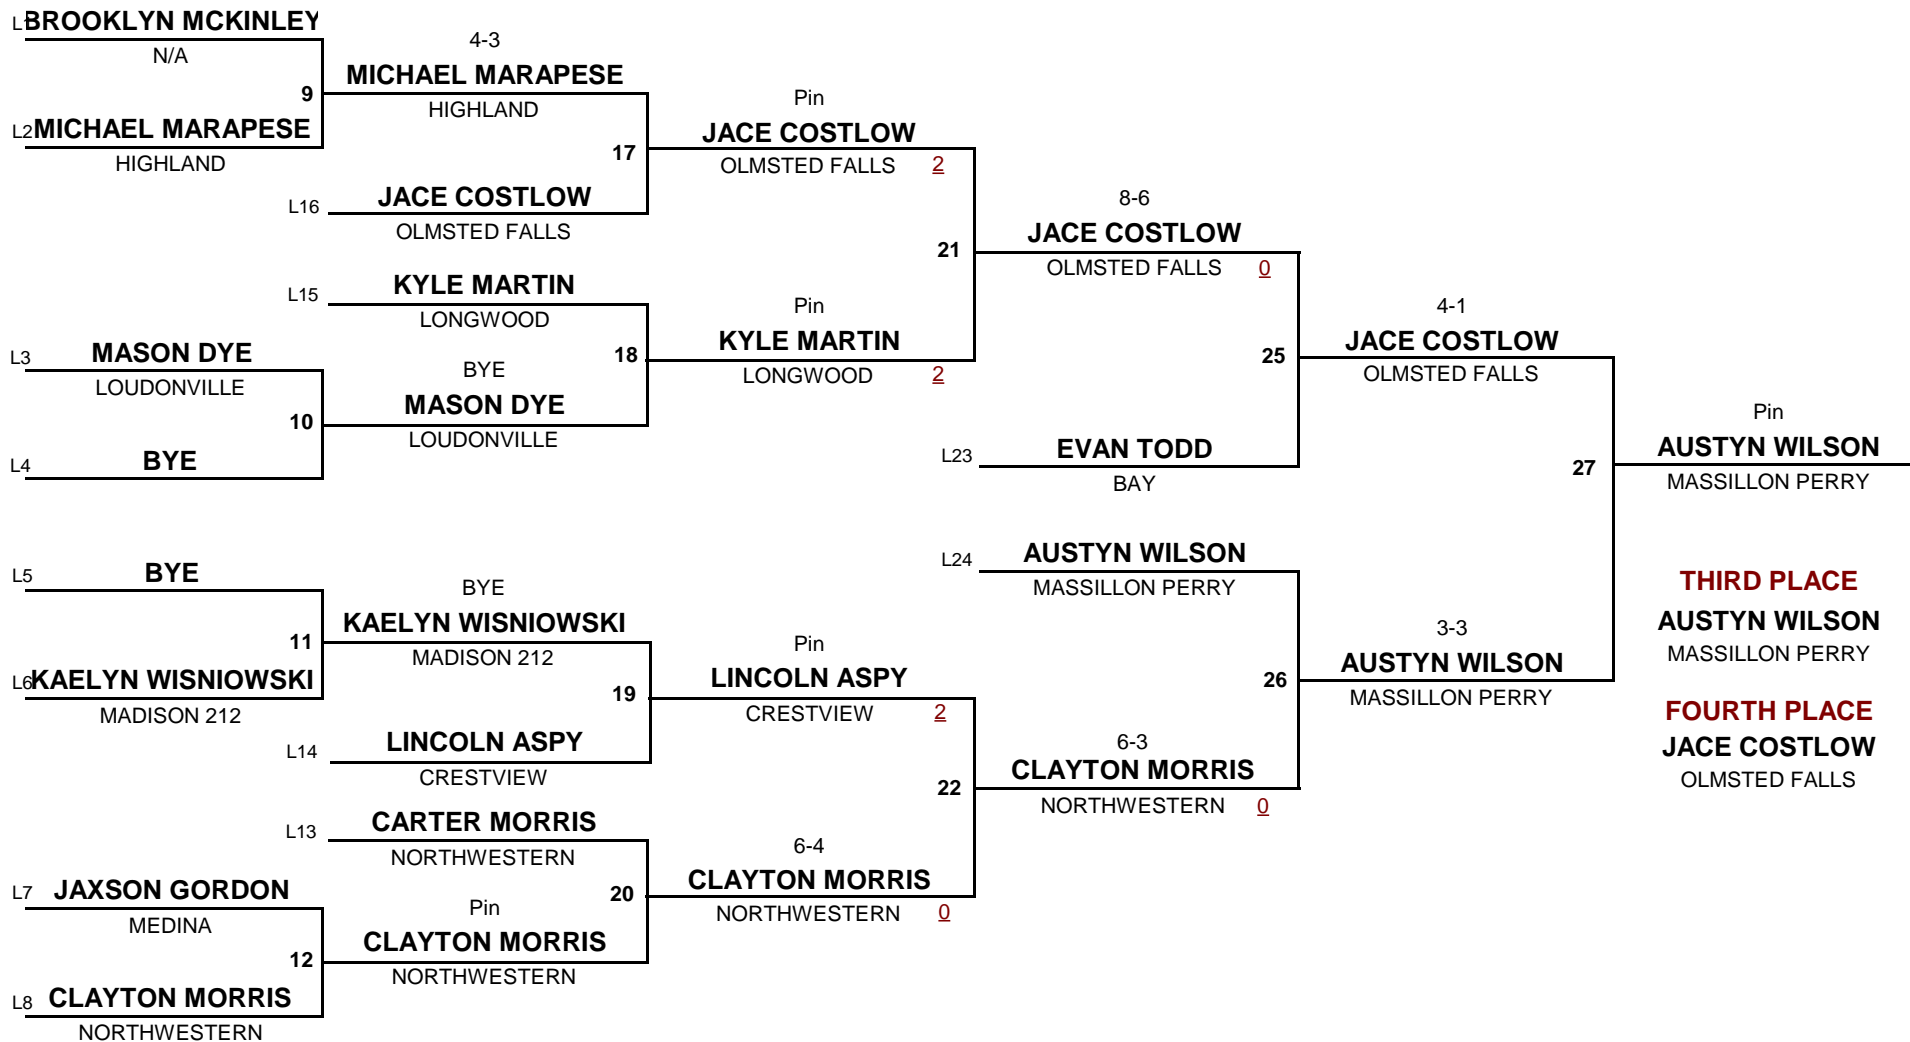 L1 BROOKLYN MCKINLEY
N/A
9
L2 MICHAEL MARAPESE
HIGHLAND
4-3
MICHAEL MARAPESE
HIGHLAND
17
L16 JACE COSTLOW
OLMSTED FALLS
Pin
JACE COSTLOW
OLMSTED FALLS 2
21
L15 KYLE MARTIN
LONGWOOD
18
L3 MASON DYE
LOUDONVILLE
10
L4 BYE
BYE
MASON DYE
LOUDONVILLE
Pin
KYLE MARTIN
LONGWOOD 2
8-6
JACE COSTLOW
OLMSTED FALLS 0
25
L23 EVAN TODD
BAY
4-1
JACE COSTLOW
OLMSTED FALLS
27
Pin
AUSTYN WILSON
MASSILLON PERRY
L5 BYE
11
L6 KAELYN WISNIOWSKI
MADISON 212
BYE
KAELYN WISNIOWSKI
MADISON 212
19
L14 LINCOLN ASPY
CRESTVIEW
Pin
LINCOLN ASPY
CRESTVIEW 2
22
L13 CARTER MORRIS
NORTHWESTERN
20
L7 JAXSON GORDON
MEDINA
12
L8 CLAYTON MORRIS
NORTHWESTERN
Pin
CLAYTON MORRIS
NORTHWESTERN
6-4
CLAYTON MORRIS
NORTHWESTERN 0
L24 AUSTYN WILSON
MASSILLON PERRY
26
6-3
CLAYTON MORRIS
NORTHWESTERN 0
3-3
AUSTYN WILSON
MASSILLON PERRY
THIRD PLACE
AUSTYN WILSON
MASSILLON PERRY
FOURTH PLACE
JACE COSTLOW
OLMSTED FALLS